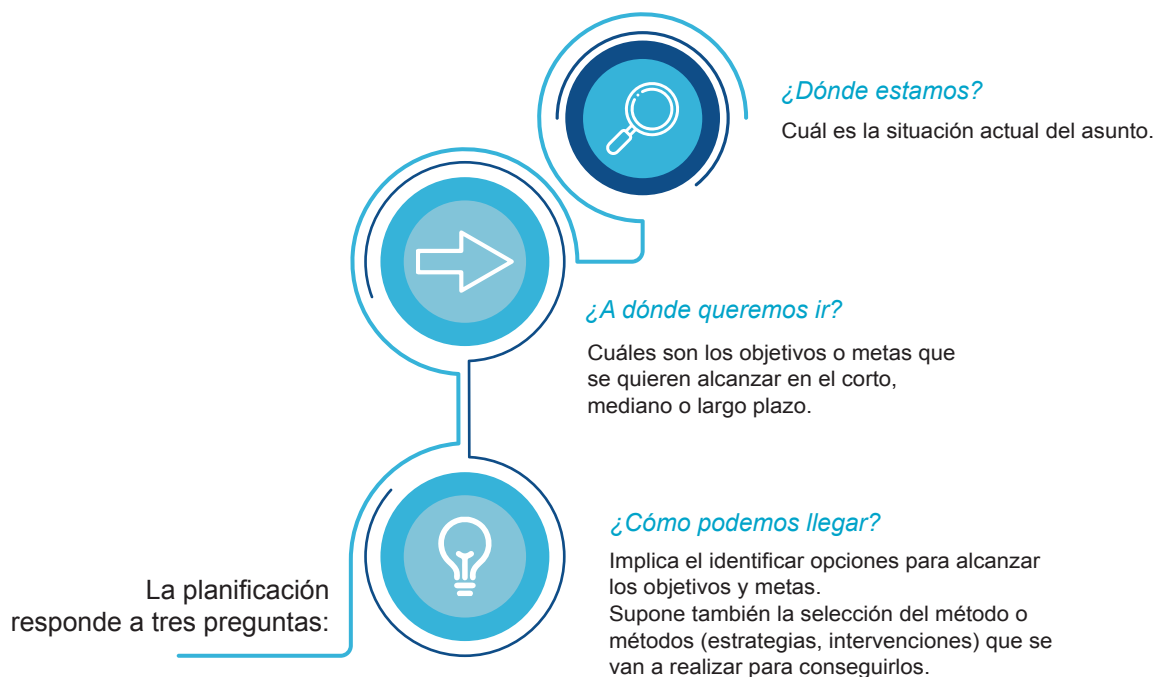 ¿Dónde estamos?
Cuál es la situación actual del asunto.
¿A dónde queremos ir?
Cuáles son los objetivos o metas que
se quieren alcanzar en el corto,
mediano o largo plazo.
¿Cómo podemos llegar?
Implica el identificar opciones para alcanzar
los objetivos y metas.
Supone también la selección del método o
métodos (estrategias, intervenciones) que se
van a realizar para conseguirlos.
La planificación
responde a tres preguntas: